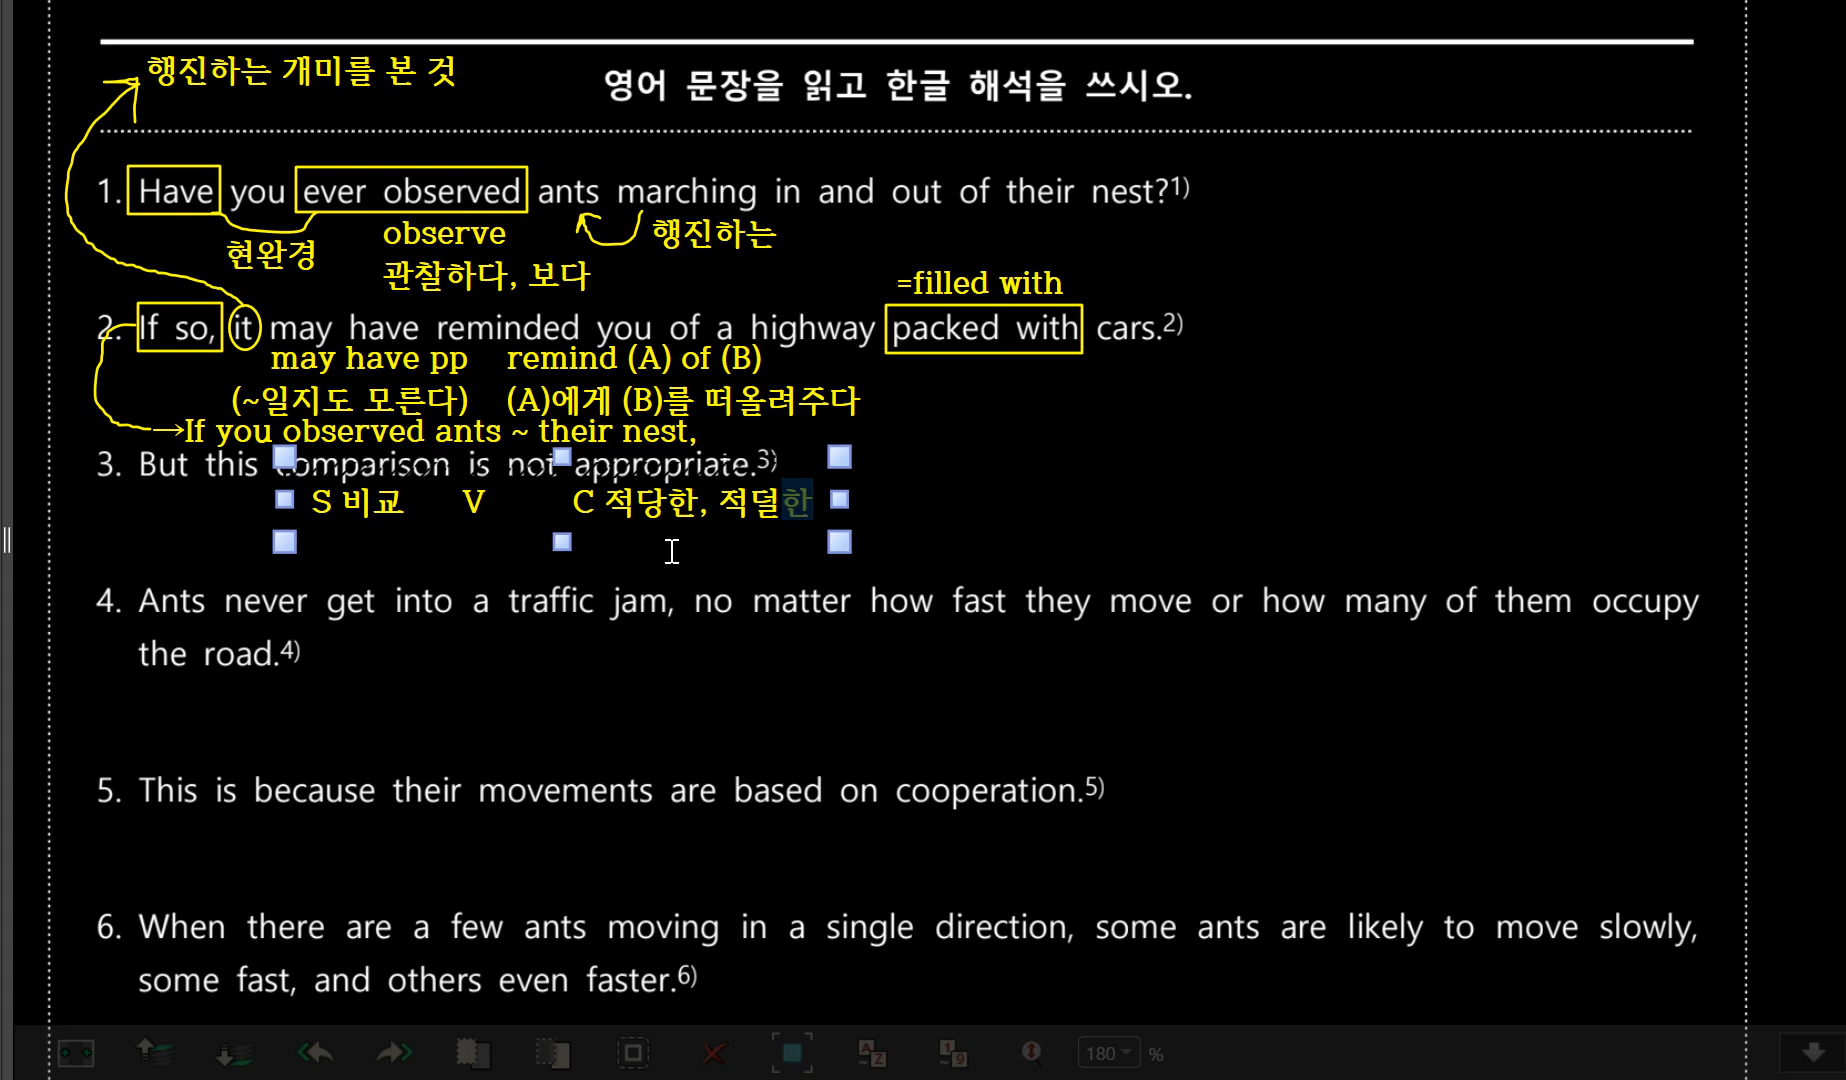 행진하는 개미를 본 것
영어 문장을 읽고 한글 해석을 쓰시오.
1. Have you ever observed ants marching in and out of their nest?1)
observe
행진하는
현완경
관찰하다, 보다
=filled with
2. If so, it may have reminded you of a highway packed with cars.2)
may have pp remind (A) of (B)
(~일지도 모른다) (A)에게 (B)를 떠올려주다
→If you observed ants ~ their nest,
3. But this comparison is not appropriate.3)
S 비교 V C 적당한, 적덜한
4. Ants never get into a traffic jam, no matter how fast they move or how many of them occupy
the road.4)
5. This is because their movements are based on cooperation.5)
6. When there are a few ants moving in a single direction, some ants are likely to move slowly,
some fast, and others even faster.6)
180 %